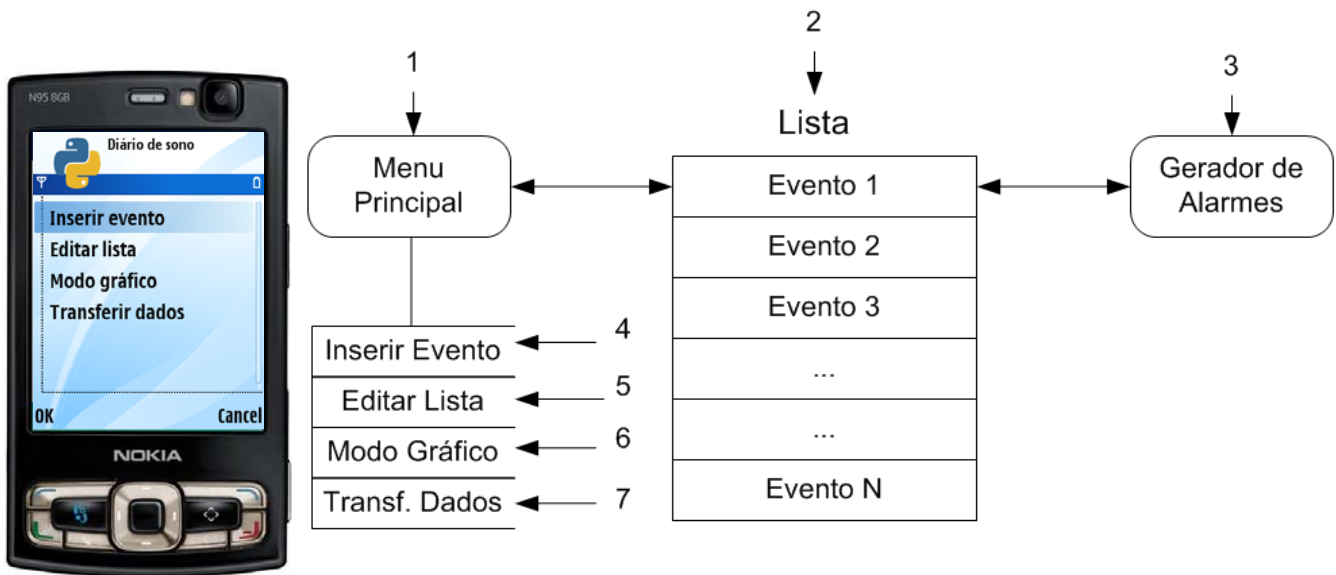 N95 8GB
Diário de sono
Inserir evento
Editar lista
Modo gráfico
Transferir dados
OK
Cancel
NOKIA
1
Menu
Principal
Inserir Evento
4
Editar Lista
5
Modo Gráfico
6
Transf. Dados
7
2
Lista
Evento 1
Evento 2
Evento 3
...
...
Evento N
3
Gerador de
Alarmes